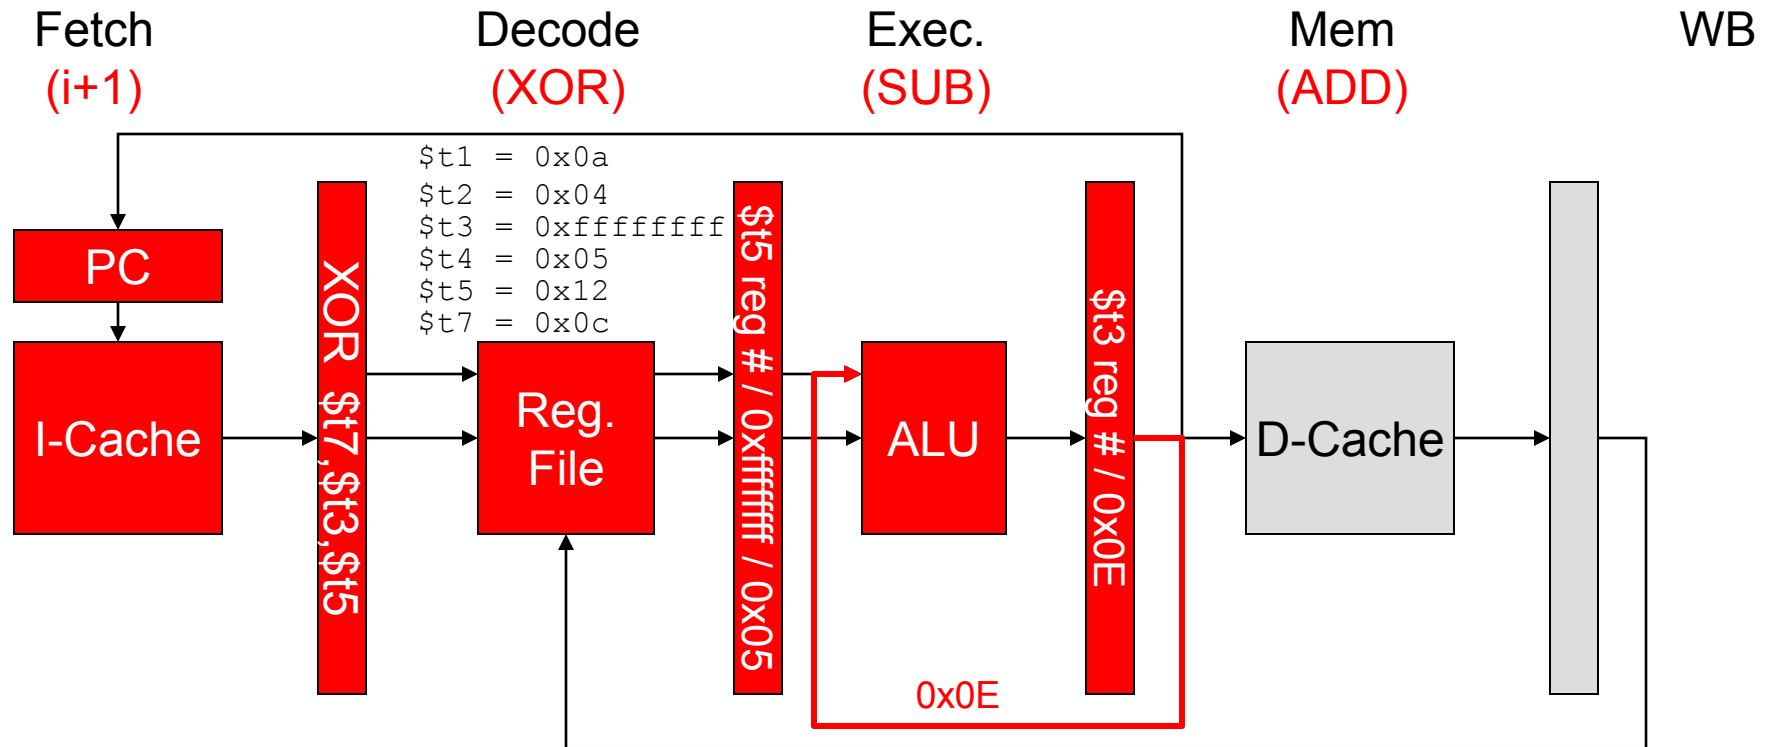 Fetch
(i+1)
Decode
(XOR)
Exec.
(SUB)
Mem
(ADD)
WB
$t1 = 0x0a
$t2 = 0x04
$t3 = 0xffffffff
$t4 = 0x05
$t5 = 0x12
$t7 = 0x0c
PC
I-Cache
XOR $t7,$t3,$t5
Reg.
File
$t5 reg # / 0xffffffff / 0x05
ALU
$t3 reg # / 0x0E
D-Cache
0x0E